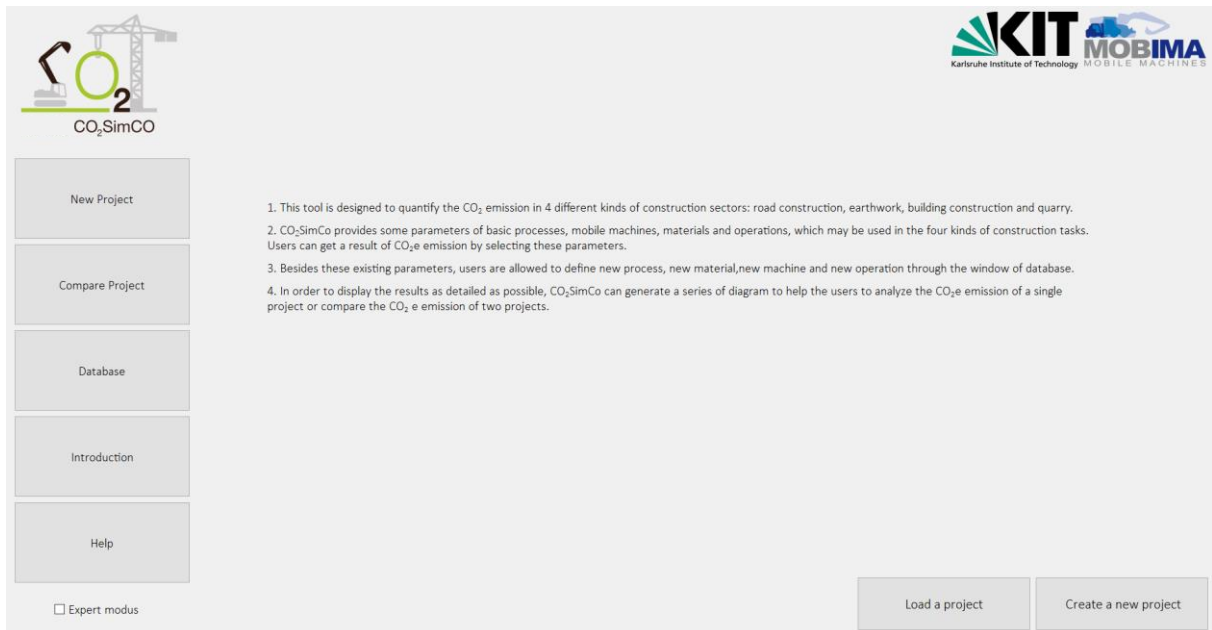 CO₂
CO₂SimCO
KIT
Karlsruhe Institute of Technology
MOBIMA
MOBILE MACHINES
New Project
Compare Project
Database
Introduction
Help
Expert modus
1. This tool is designed to quantify the CO₂ emission in 4 different kinds of construction sectors: road construction, earthwork, building construction and quarry.
2. CO₂SimCo provides some parameters of basic processes, mobile machines, materials and operations, which may be used in the four kinds of construction tasks.
Users can get a result of CO₂e emission by selecting these parameters.
3. Besides these existing parameters, users are allowed to define new process, new material,new machine and new operation through the window of database.
4. In order to display the results as detailed as possible, CO₂SimCo can generate a series of diagram to help the users to analyze the CO₂e emission of a single
project or compare the CO₂ e emission of two projects.
Load a project
Create a new project